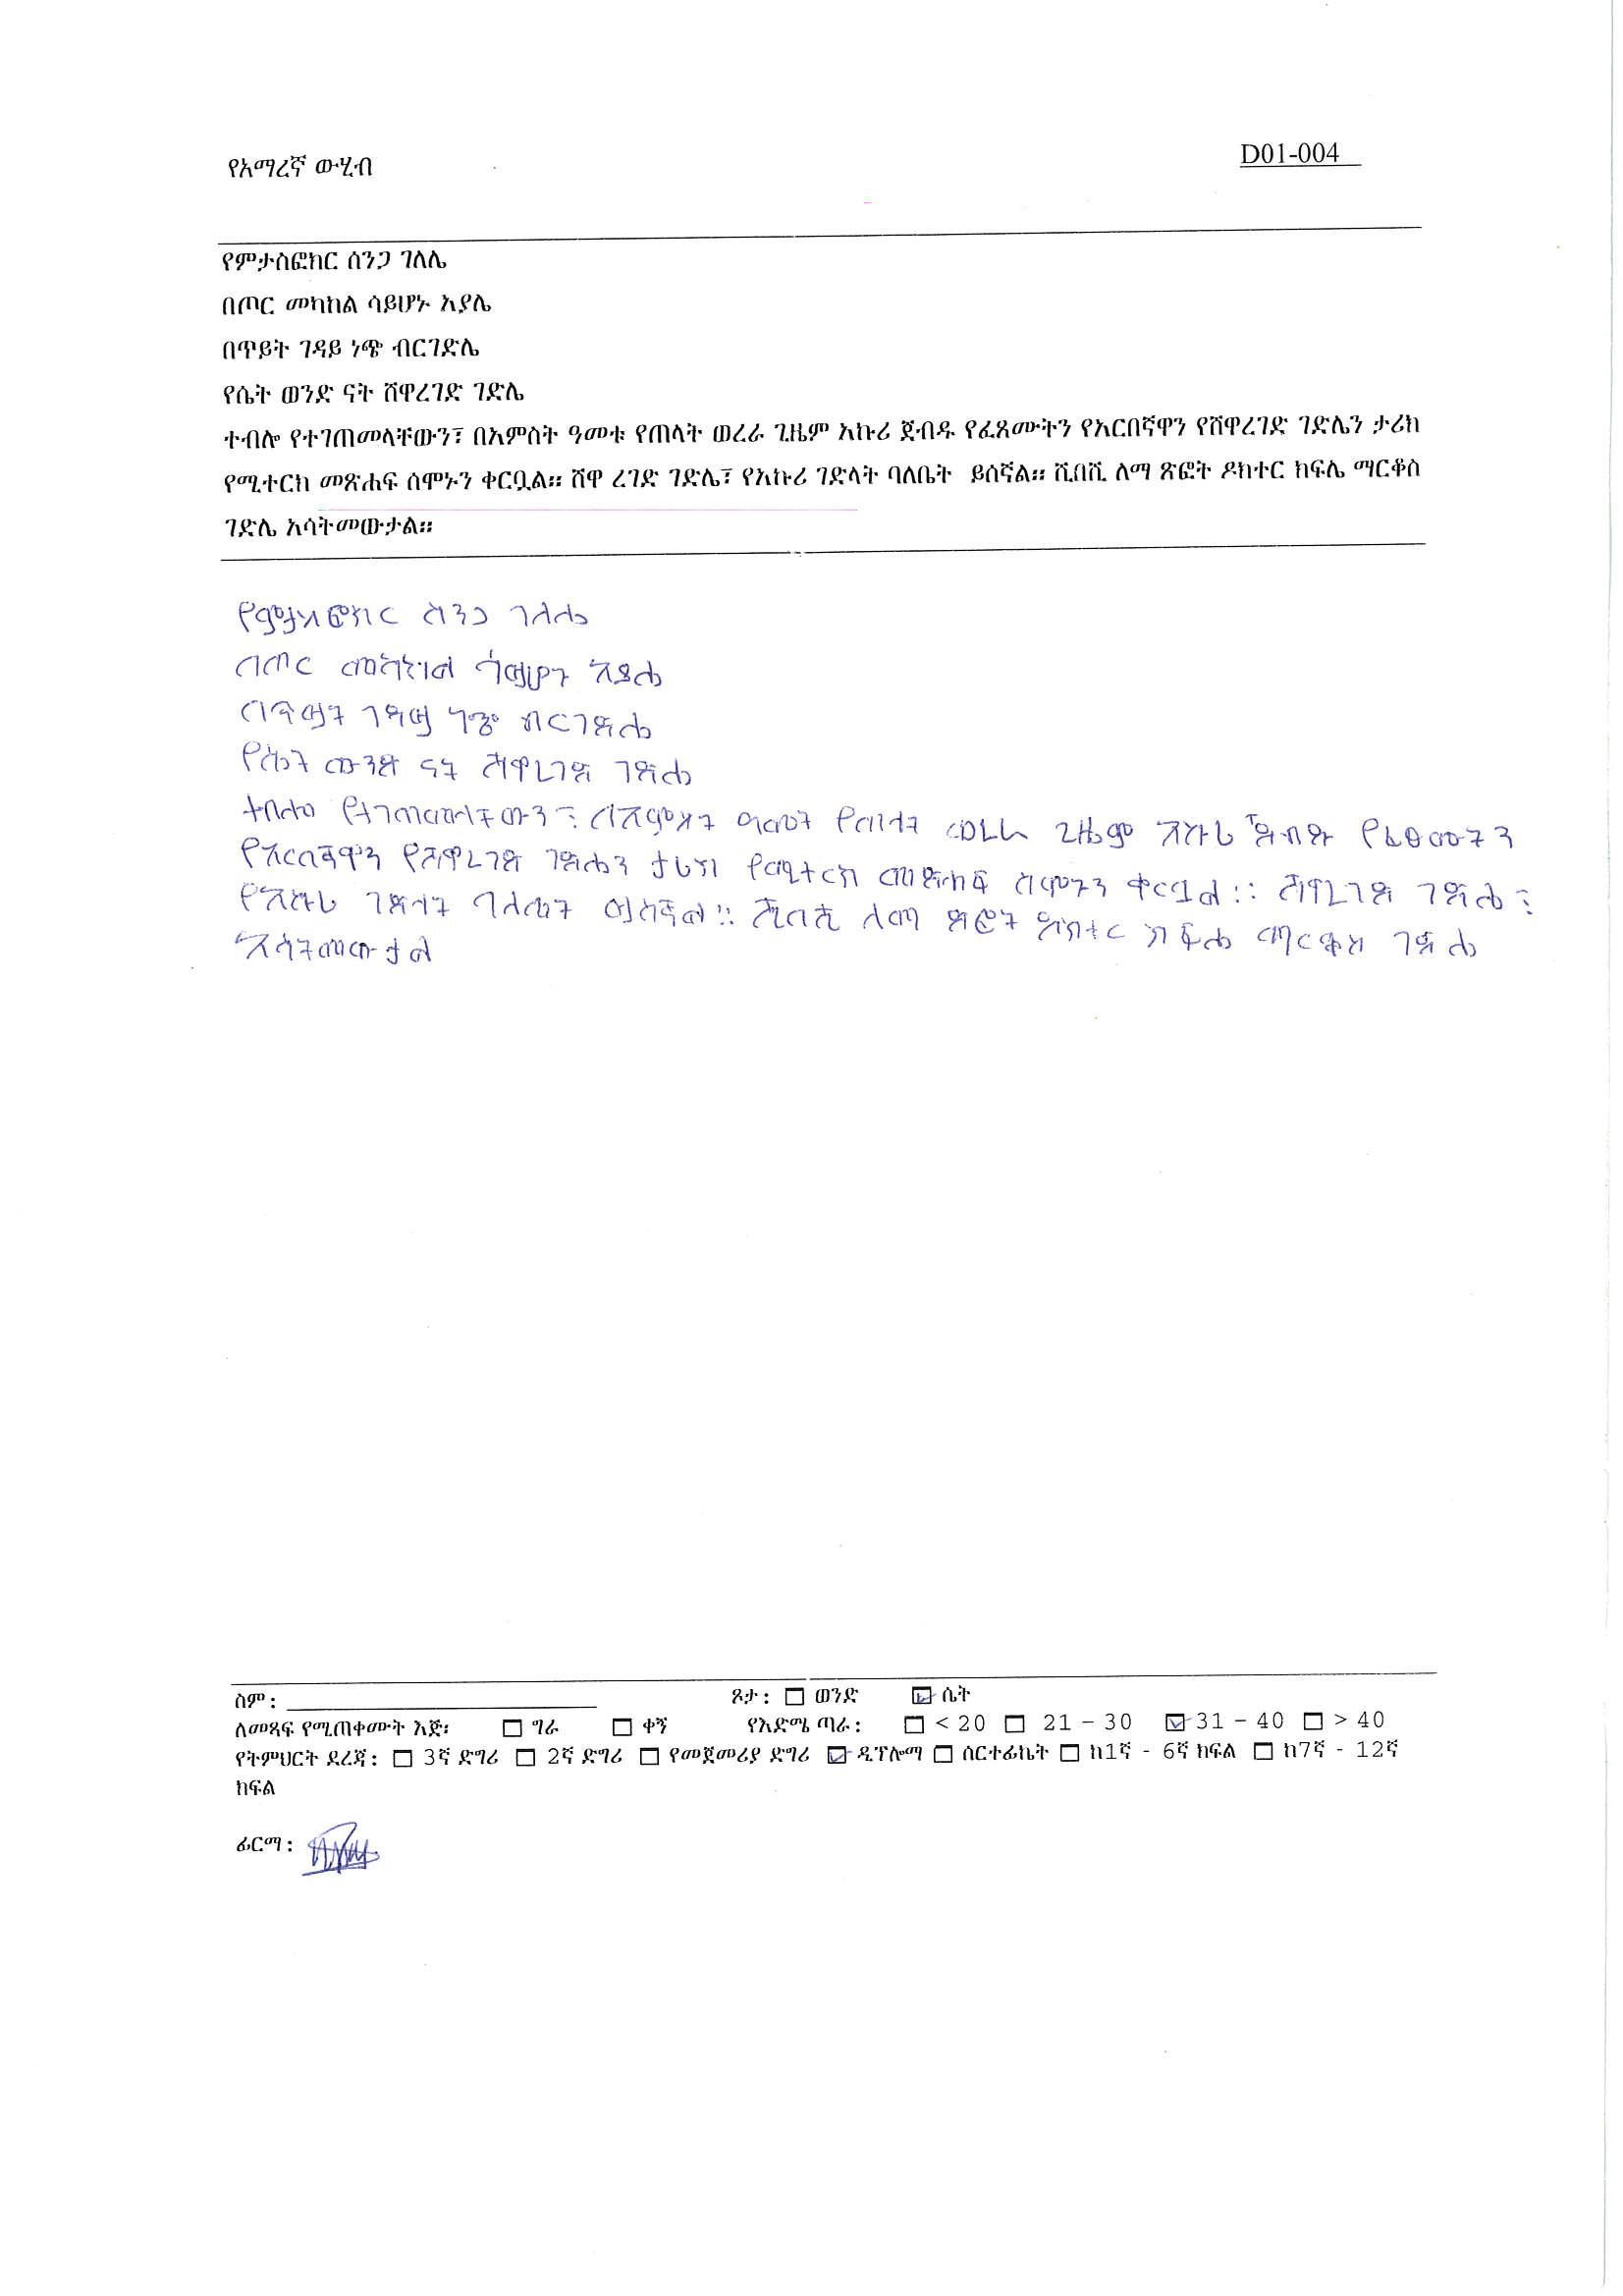 የአማረኛ ውሂብ
D01-004
የምታስፎክር ሰንጋ ገለሌ
በጦር መካከል ሳይሆኑ አያሌ
በጥይት ገዳይ ነጭ ብርገድሌ
የሴት ወንድ ናት ሸዋረገድ ገድሌ
ተብሎ የተገጠመላቸውን፣ በአምስት ዓመቱ የጠላት ወረራ ጊዜም አኩሪ ጀብዱ የፈጸሙትን የአርበኛዋን የሸዋረገድ ገድሌን ታሪክ
የሚተርክ መጽሐፍ ሰሞኑን ቀርቧል። ሸዋ ረገድ ገድሌ፣ የአኩሪ ገድላት ባለቤት ይሰኛል። ሺበሺ ለማ ጽፎት ዶክተር ክፍሌ ማርቆስ
ገድሌ አሳትመውታል።
የምታስፎክር ሰንጋ ገለሌ
በጦር መካከል ሳይሆን አያሌ
በጥይት ገዳይ ነጭ ብርገድሌ
የሴት ወንድ ናት ሸዋረገድ ገድሌ
ተብሎ የተገጠመላቸውን፣ በአምስት ዓመት የጠላት ወረራ ጊዜም አኩሪ ጀብዱ የፈፀሙትን
የአርበኛዋን የሸዋረገድ ገድሌን ታሪክ የሚተርክ መጽሐፍ ሰሞኑን ቀርቧል። ሸዋረገድ ገድሌ፣
የአኩሪ ገድላት ባለቤት ይሰኛል። ሺበሺ ለማ ጽፎት ዶክተር ክፍሌ ማርቆስ ገድሌ
አሳትመውታል
ስም: ጾታ: ወንድ ሴት
ለመጻፍ የሚጠቀሙት እጅ፡ ግራ ቀኝ የእድሜ ጣራ: < 20 21 – 30 31 – 40 > 40
የትምህርት ደረጃ: 3ኛ ድግሪ 2ኛ ድግሪ የመጀመሪያ ድግሪ ዲፕሎማ ሰርተፊኬት ከ1ኛ - 6ኛ ክፍል ከ7ኛ - 12ኛ
ክፍል
ፊርማ: